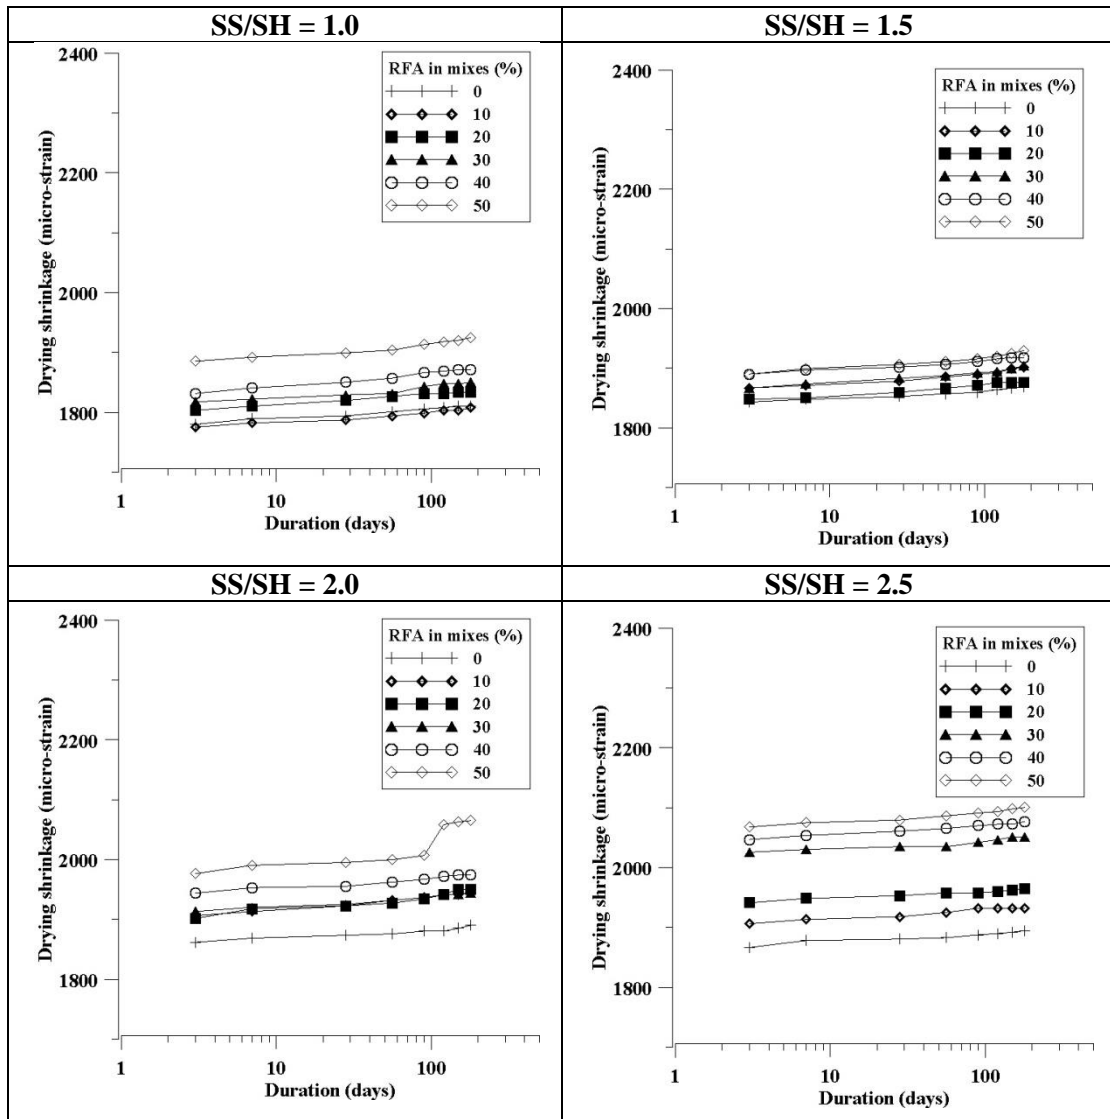 SS/SH = 1.0
2400
2200
2000
1800
Drying shrinkage (micro-strain)
RFA in mixes (%)
0
10
20
30
40
50
1 10 100
Duration (days)
SS/SH = 1.5
2400
2200
2000
1800
Drying shrinkage (micro-strain)
RFA in mixes (%)
0
10
20
30
40
50
1 10 100
Duration (days)
SS/SH = 2.0
2400
2200
2000
1800
Drying shrinkage (micro-strain)
RFA in mixes (%)
0
10
20
30
40
50
1 10 100
Duration (days)
SS/SH = 2.5
2400
2200
2000
1800
Drying shrinkage (micro-strain)
RFA in mixes (%)
0
10
20
30
40
50
1 10 100
Duration (days)